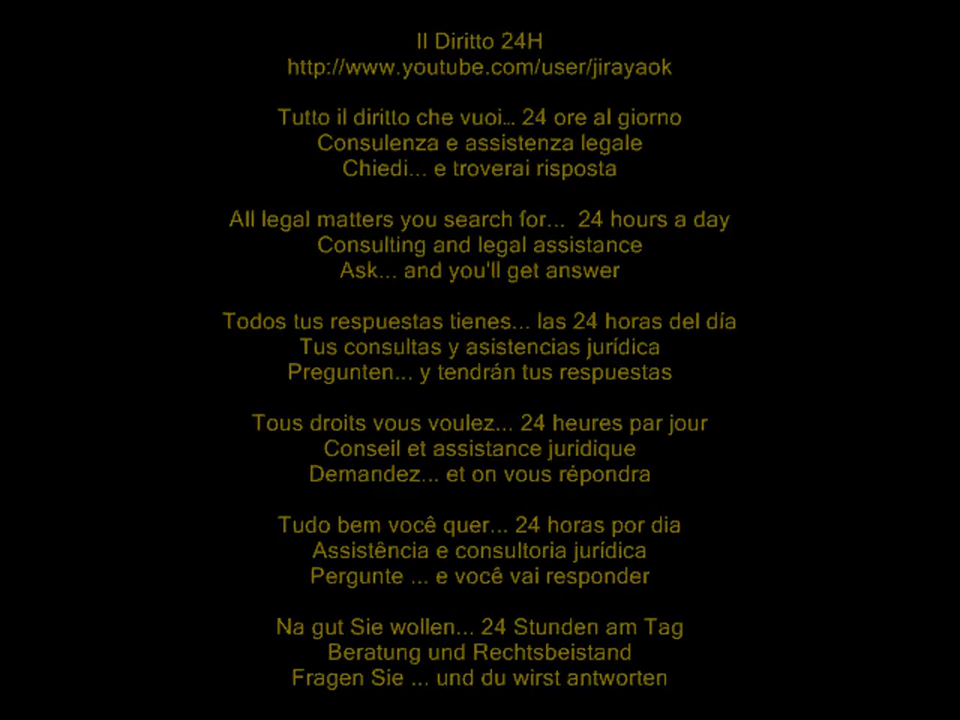 Il Diritto 24H
http://www.youtube.com/user/jirayaok
Tutto il diritto che vuoi... 24 ore al giorno
Consulenza e assistenza legale
Chiedi... e troverai risposta
All legal matters you search for...  24 hours a day
Consulting and legal assistance
Ask... and you'll get answer
Todos tus respuestas tienes... las 24 horas del día
Tus consultas y asistencias jurídica
Pregunten... y tendrán tus respuestas
Tous droits vous voulez... 24 heures par jour
Conseil et assistance juridique
Demandez... et on vous répondra
Tudo bem você quer... 24 horas por dia
Assistência e consultoria jurídica
Pergunte ... e você vai responder
Na gut Sie wollen... 24 Stunden am Tag
Beratung und Rechtsbeistand
Fragen Sie ... und du wirst antworten